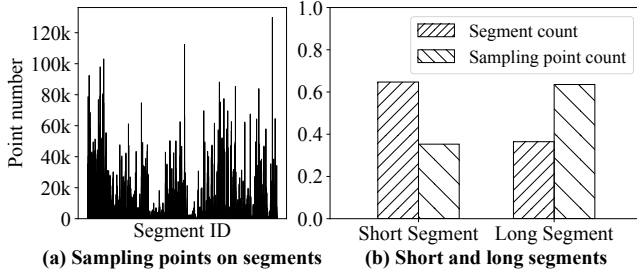 Point number
120k
100k
80k
60k
40k
20k
0
Segment ID
(a) Sampling points on segments
1.0
0.8
0.6
0.4
0.2
0.0
Segment count
Sampling point count
Short Segment Long Segment
(b) Short and long segments